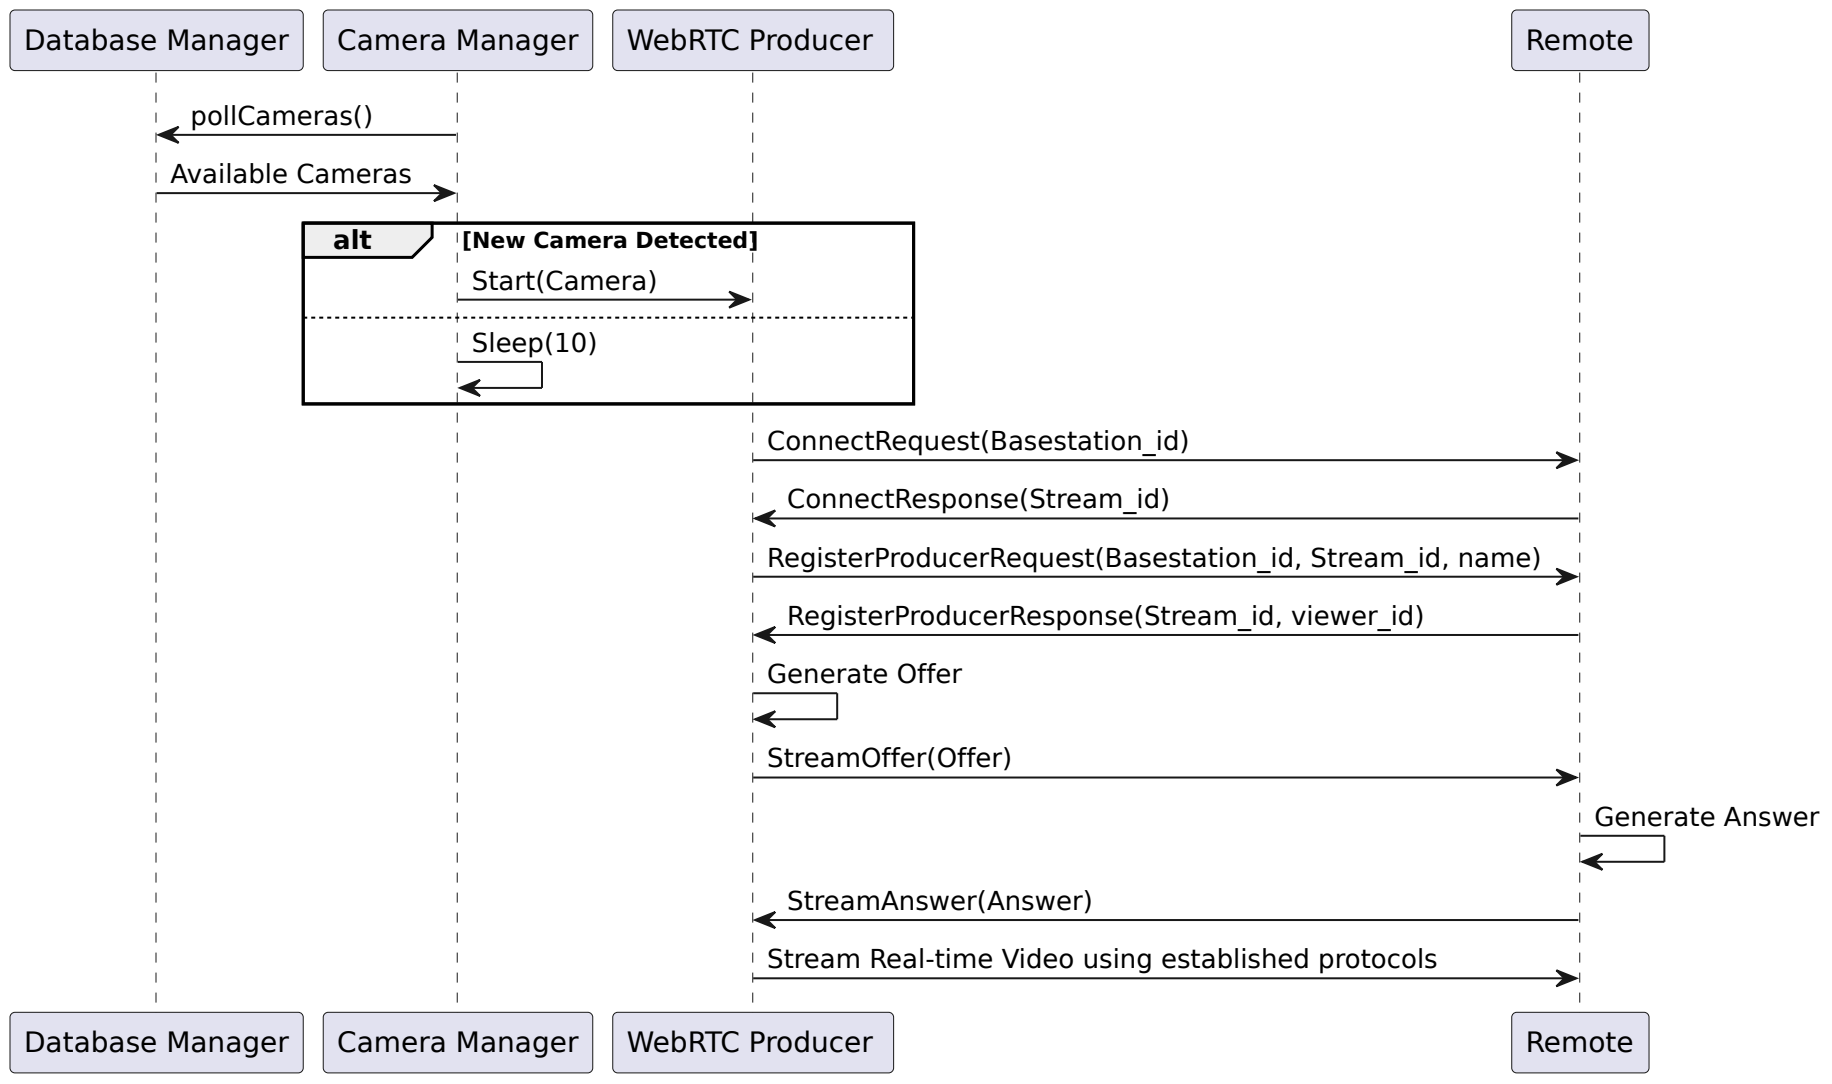 Database Manager
Camera Manager
WebRTC Producer
Remote
pollCameras()
Available Cameras
alt
[New Camera Detected]
Start(Camera)
Sleep(10)
ConnectRequest(Basestation_id)
ConnectResponse(Stream_id)
RegisterProducerRequest(Basestation_id, Stream_id, name)
RegisterProducerResponse(Stream_id, viewer_id)
Generate Offer
StreamOffer(Offer)
Generate Answer
StreamAnswer(Answer)
Stream Real-time Video using established protocols
Database Manager
Camera Manager
WebRTC Producer
Remote